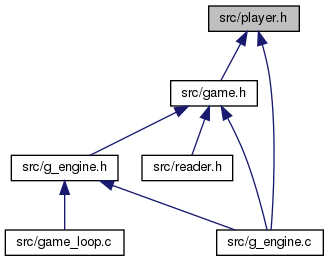 src/player.h
src/game.h
src/g_engine.h
src/reader.h
src/game_loop.c
src/g_engine.c